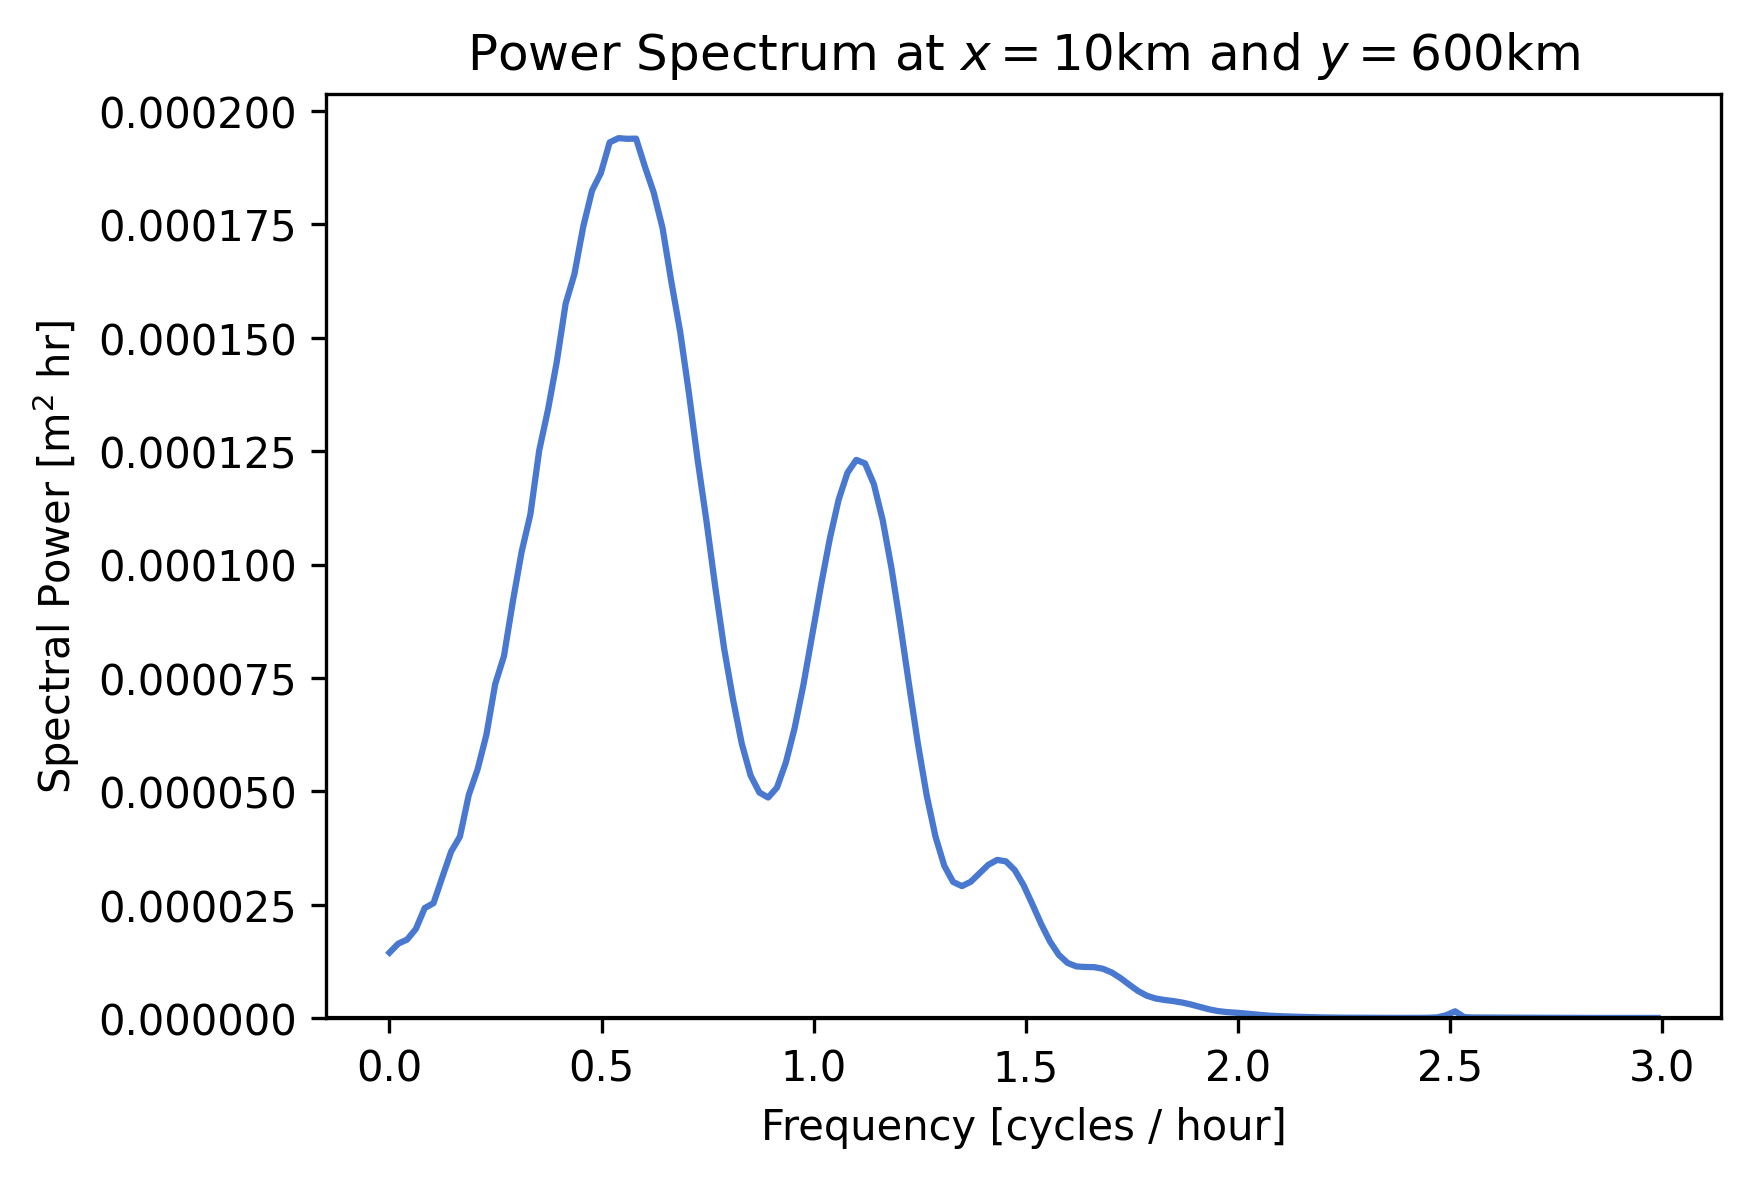 Power Spectrum at x = 10km and y = 600km
Spectral Power [m² hr]
0.000200
0.000175
0.000150
0.000125
0.000100
0.000075
0.000050
0.000025
0.000000
0.0 0.5 1.0 1.5 2.0 2.5 3.0
Frequency [cycles / hour]